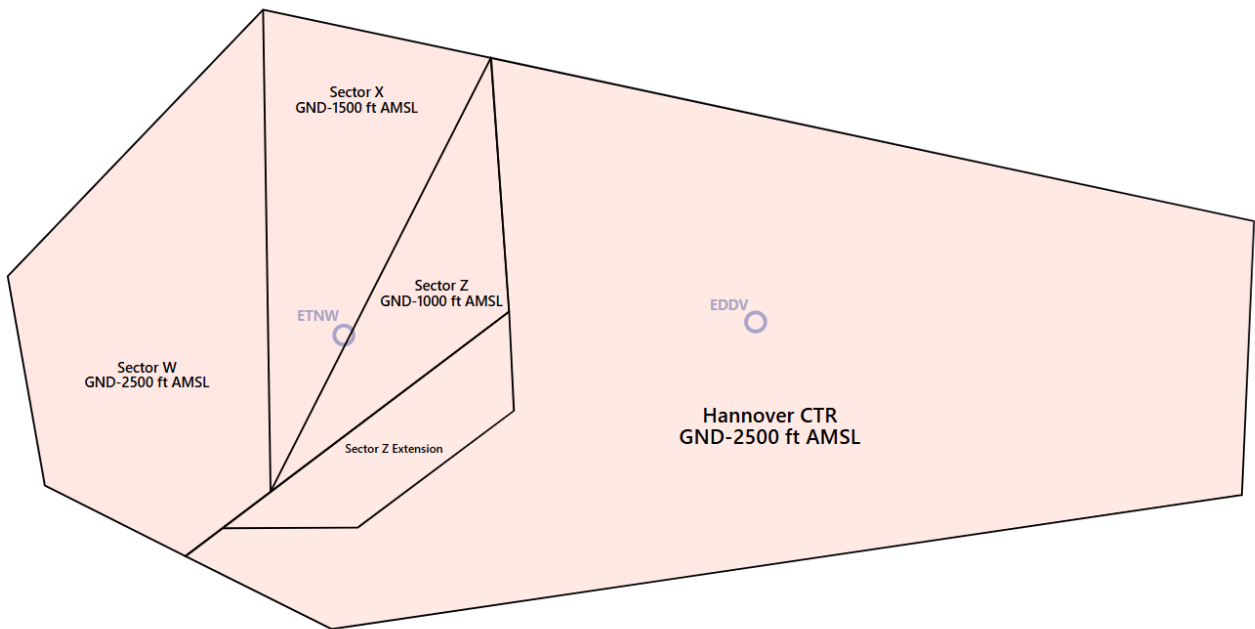 Sector X
GND-1500 ft AMSL
Sector Z
GND-1000 ft AMSL
ETNW
EDDV
Sector W
GND-2500 ft AMSL
Hannover CTR
GND-2500 ft AMSL
Sector Z Extension